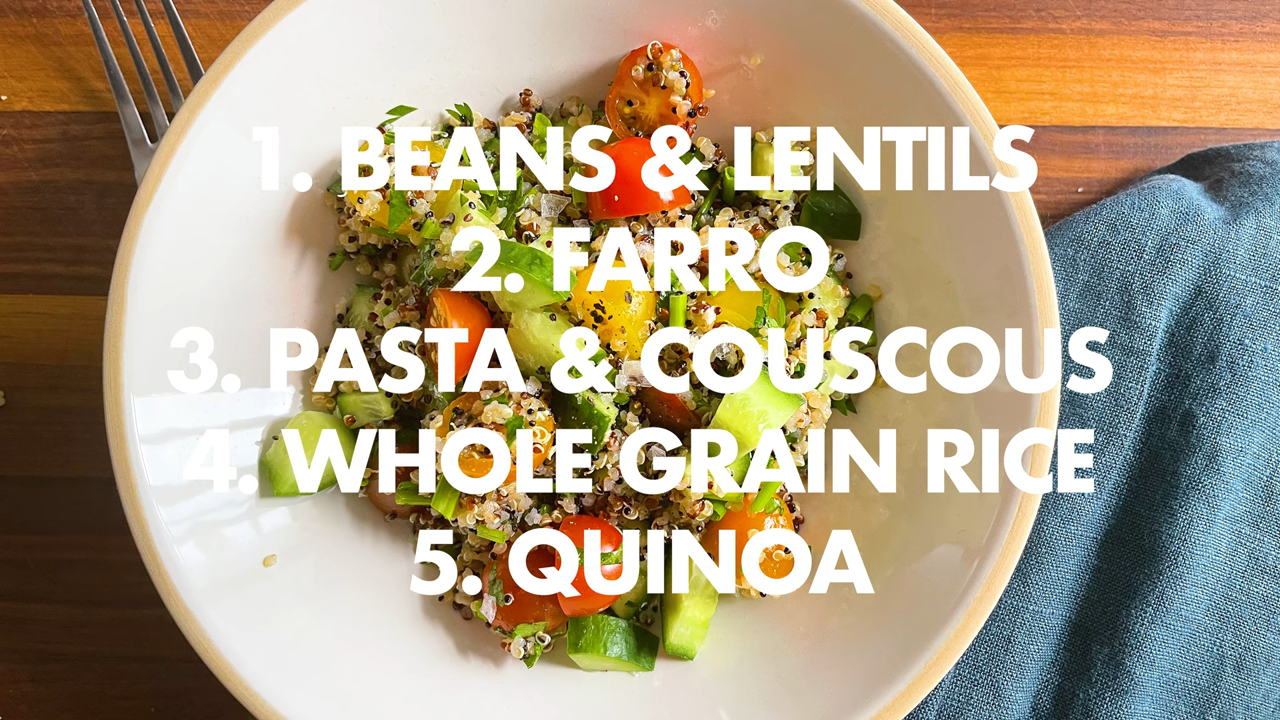 1. BEANS & LENTILS
2. FARRO
3. PASTA & COUSCOUS
4. WHOLE GRAIN RICE
5. QUINOA